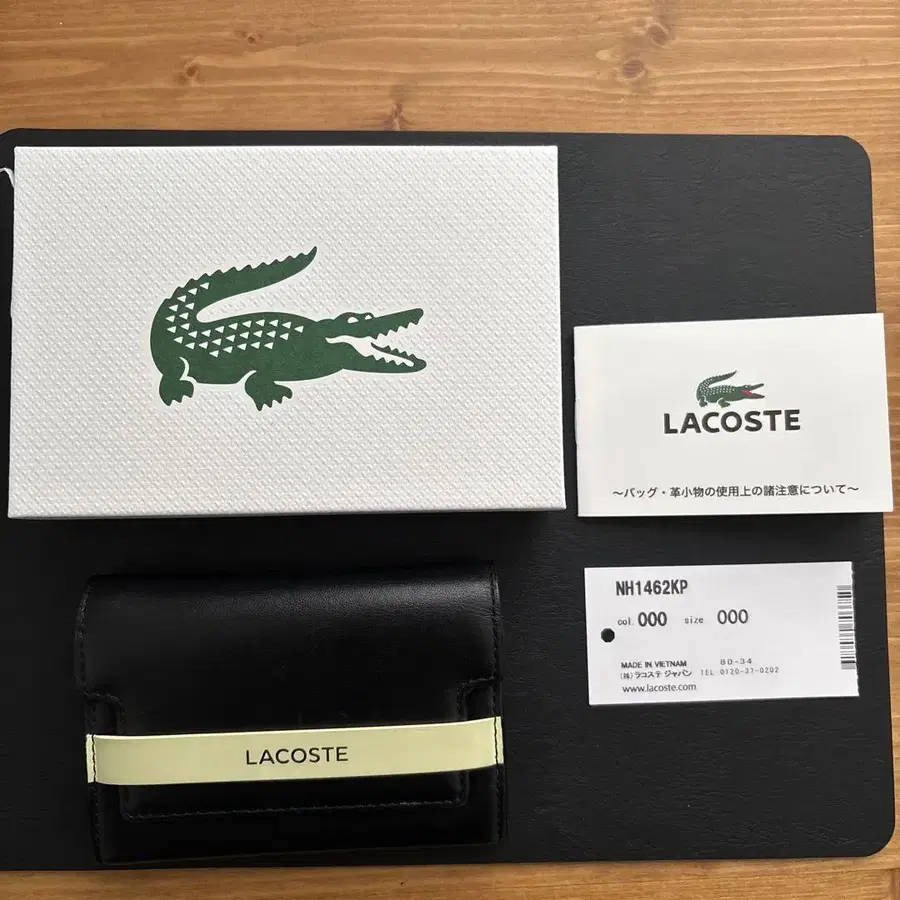 LACOSTE
～バッグ・革小物の使用上の諸注意について～
NH1462KP
col. 000 size 000
MADE IN VIETNAM 80-34
(株)ラコステ ジャパン TEL 0120-37-0202
www.lacoste.com
LACOSTE